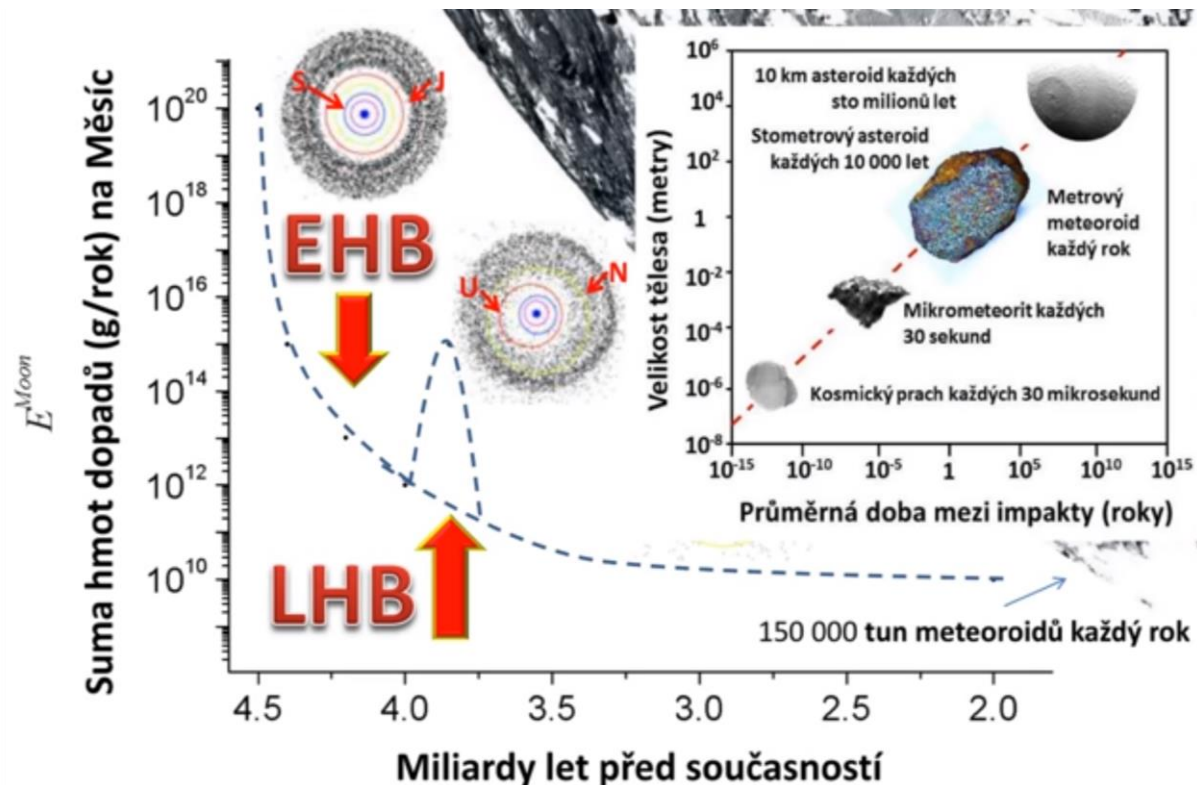 E^Moon
Suma hmot dopadů (g/rok) na Měsíc
10^20
10^18
10^16
10^14
10^12
10^10
S
J
EHB
U
N
LHB
4.5
4.0
3.5
3.0
2.5
2.0
Miliardy let před současností
150 000 tun meteoroidů každý rok
Velikost tělesa (metry)
10^6
10^4
10^2
1
10^-2
10^-4
10^-6
10^-8
10 km asteroid každých
sto milionů let
Stometrový asteroid
každých 10 000 let
Metrový
meteoroid
každý rok
Mikrometeorit každých
30 sekund
Kosmický prach každých 30 mikrosekund
10^-15
10^-10
10^-5
1
10^5
10^10
10^15
Průměrná doba mezi impakty (roky)